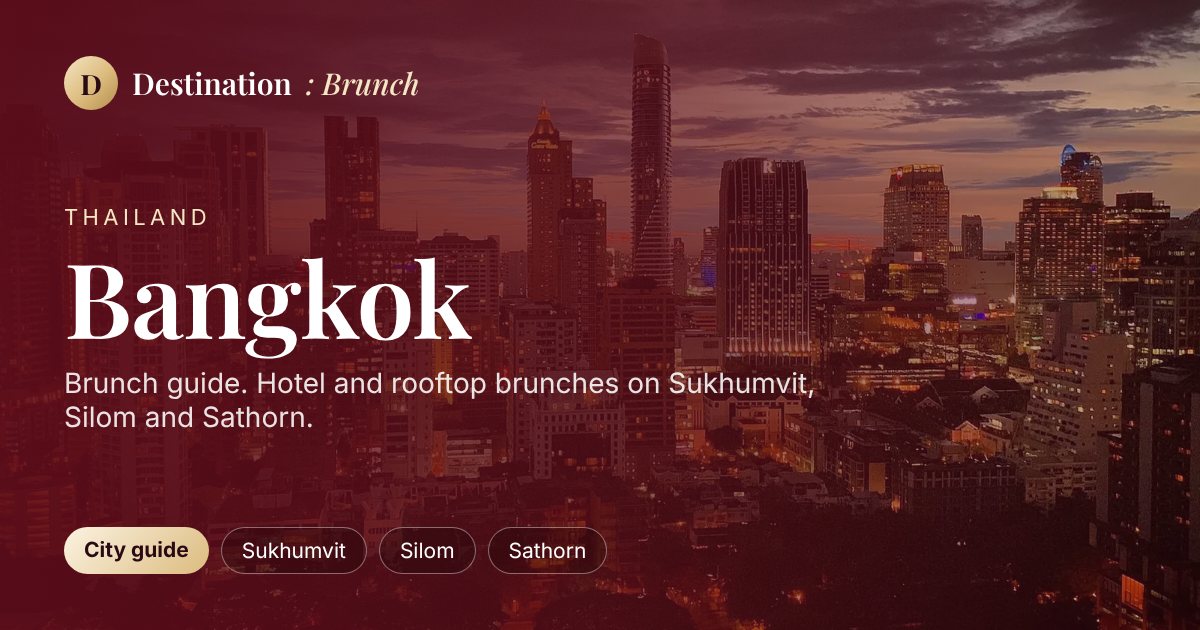 D
Destination : Brunch
THAILAND
Bangkok
Brunch guide. Hotel and rooftop brunches on Sukhumvit,
Silom and Sathorn.
City guide
Sukhumvit
Silom
Sathorn